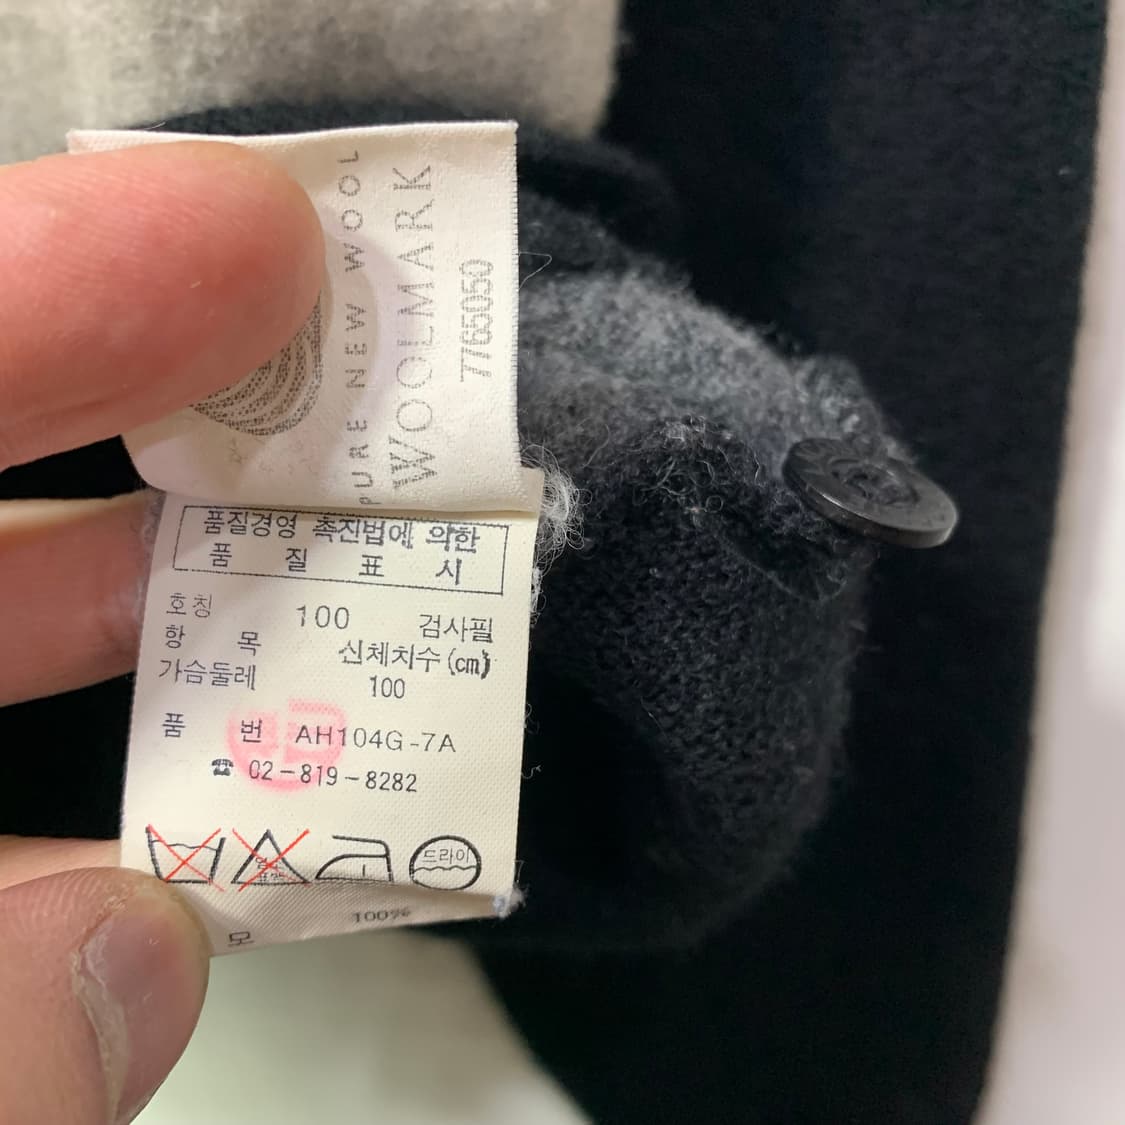 PURE NEW WOOL
WOOLMARK
7765050
품질경영 촉진법에 의한
품 질 표 시
호칭 100 검사필
항 목 신체치수(cm)
가슴둘레 100
품 번 AH104G-7A
☎ 02-819-8282
드라이
100%
모